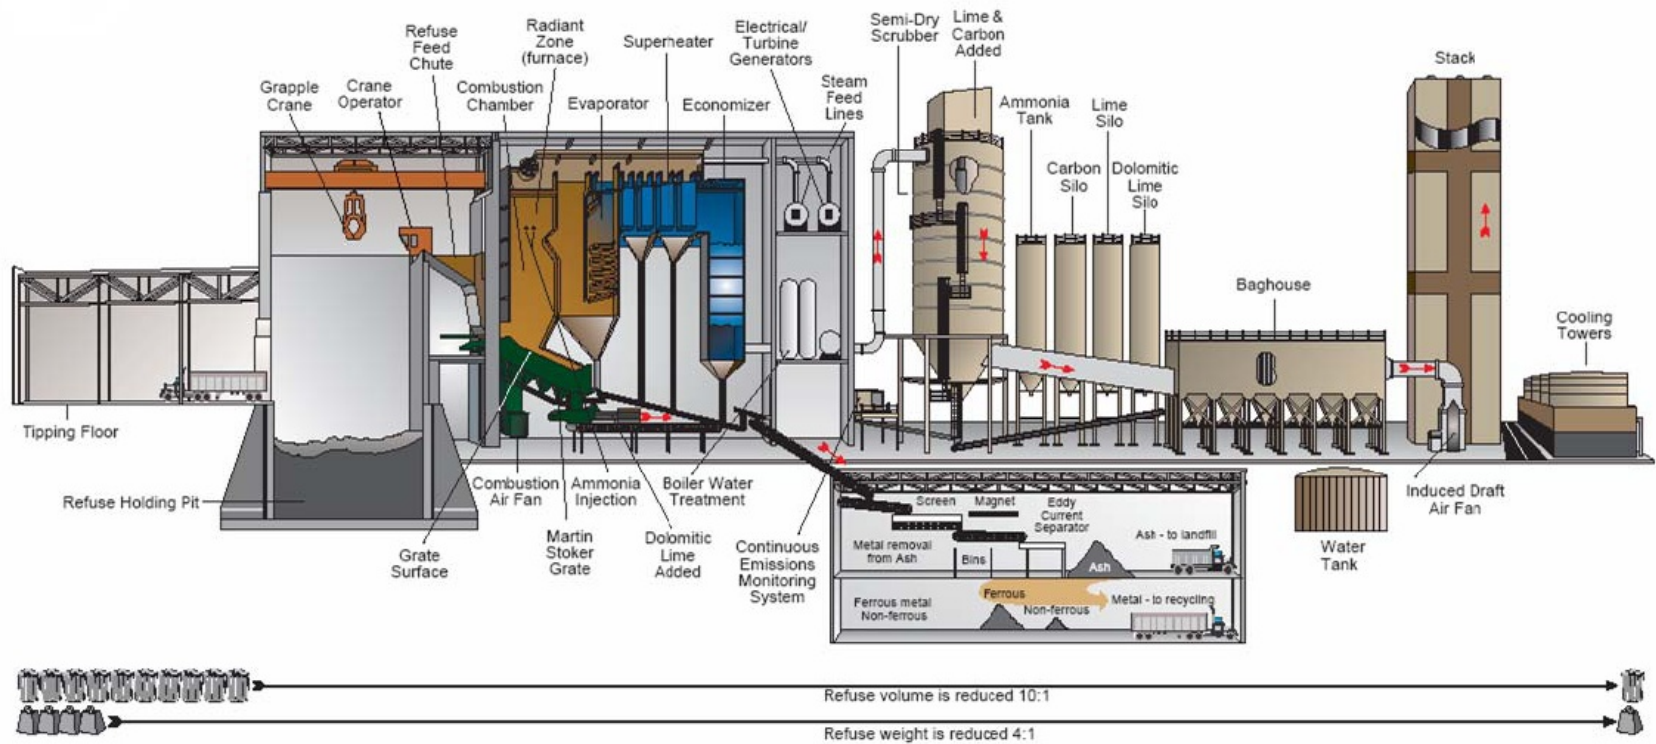 Grapple
Crane
Crane
Operator
Refuse
Feed
Chute
Combustion
Chamber
Radiant
Zone
(furnace)
Evaporator
Superheater
Economizer
Electrical/
Turbine
Generators
Steam
Feed
Lines
Semi-Dry
Scrubber
Lime &
Carbon
Added
Ammonia
Tank
Carbon
Silo
Lime
Silo
Dolomitic
Lime
Silo
Baghouse
Stack
Cooling
Towers
Tipping Floor
Refuse Holding Pit
Grate
Surface
Combustion
Air Fan
Martin
Stoker
Grate
Ammonia
Injection
Dolomitic
Lime
Added
Boiler Water
Treatment
Continuous
Emissions
Monitoring
System
Screen
Magnet
Eddy
Current
Separator
Metal removal
from Ash
Bins
Ash
Ash - to landfill
Ferrous metal
Non-ferrous
Ferrous
Non-ferrous
Metal - to recycling
Water
Tank
Induced Draft
Air Fan
Refuse volume is reduced 10:1
Refuse weight is reduced 4:1